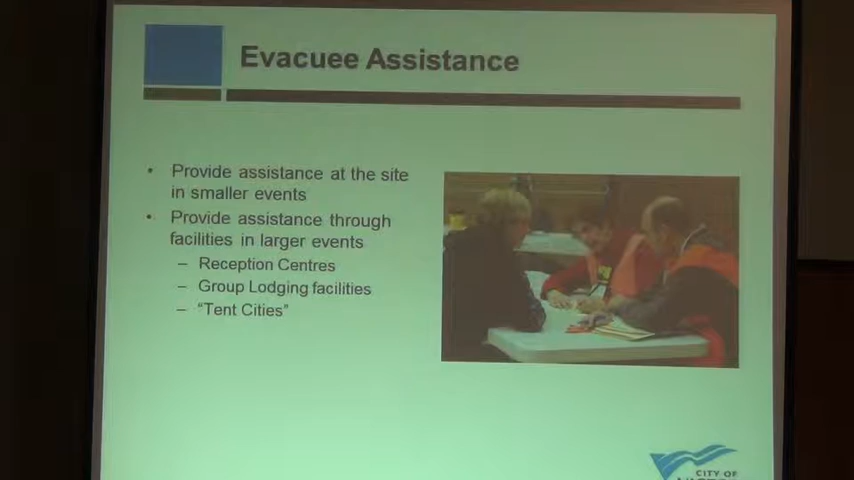 Evacuee Assistance
• Provide assistance at the site
in smaller events
• Provide assistance through
facilities in larger events
– Reception Centres
– Group Lodging facilities
– “Tent Cities”
CITY OF